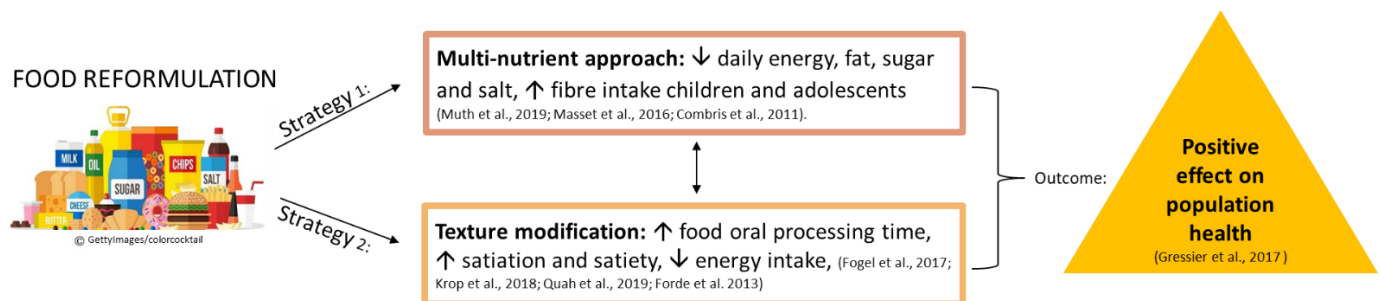 FOOD REFORMULATION
MILK
OIL
CHIPS
SUGAR
SALT
CHEESE
BUTTER
© GettyImages/colorcocktail
Strategy 1:
Strategy 2:
Multi-nutrient approach: ↓ daily energy, fat, sugar
and salt, ↑ fibre intake children and adolescents
(Muth et al., 2019; Masset et al., 2016; Combris et al., 2011).
Texture modification: ↑ food oral processing time,
↑ satiation and satiety, ↓ energy intake, (Fogel et al., 2017;
Krop et al., 2018; Quah et al., 2019; Forde et al. 2013)
Outcome:
Positive
effect on
population
health
(Gressier et al., 2017 )